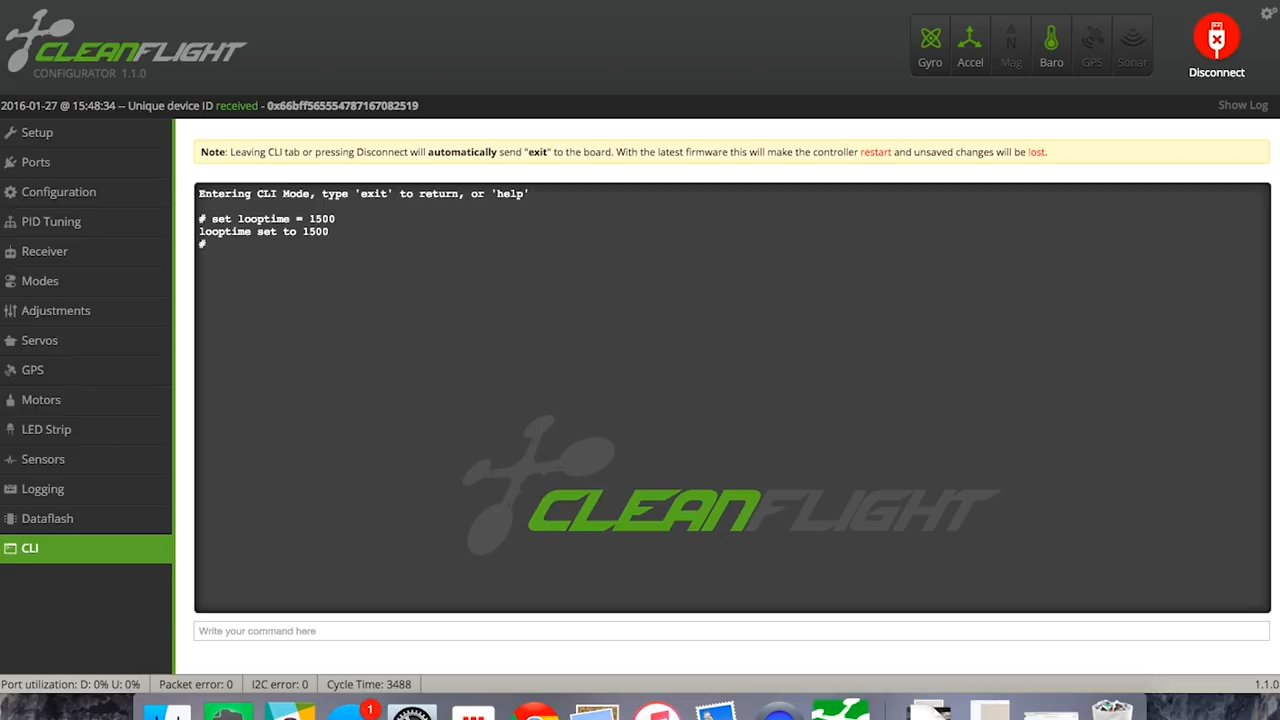 CLEANFLIGHT
CONFIGURATOR 1.1.0
Gyro
Accel
Mag
Baro
GPS
Sonar
Disconnect
2016-01-27 @ 15:48:34 -- Unique device ID received - 0x66bff565554787167082519
Show Log
Setup
Ports
Configuration
PID Tuning
Receiver
Modes
Adjustments
Servos
GPS
Motors
LED Strip
Sensors
Logging
Dataflash
CLI
Note: Leaving CLI tab or pressing Disconnect will automatically send "exit" to the board. With the latest firmware this will make the controller restart and unsaved changes will be lost.
Entering CLI Mode, type 'exit' to return, or 'help'
# set looptime = 1500
looptime set to 1500
#
CLEANFLIGHT
Write your command here
Port utilization: D: 0% U: 0%
Packet error: 0
I2C error: 0
Cycle Time: 3488
1.1.0
1